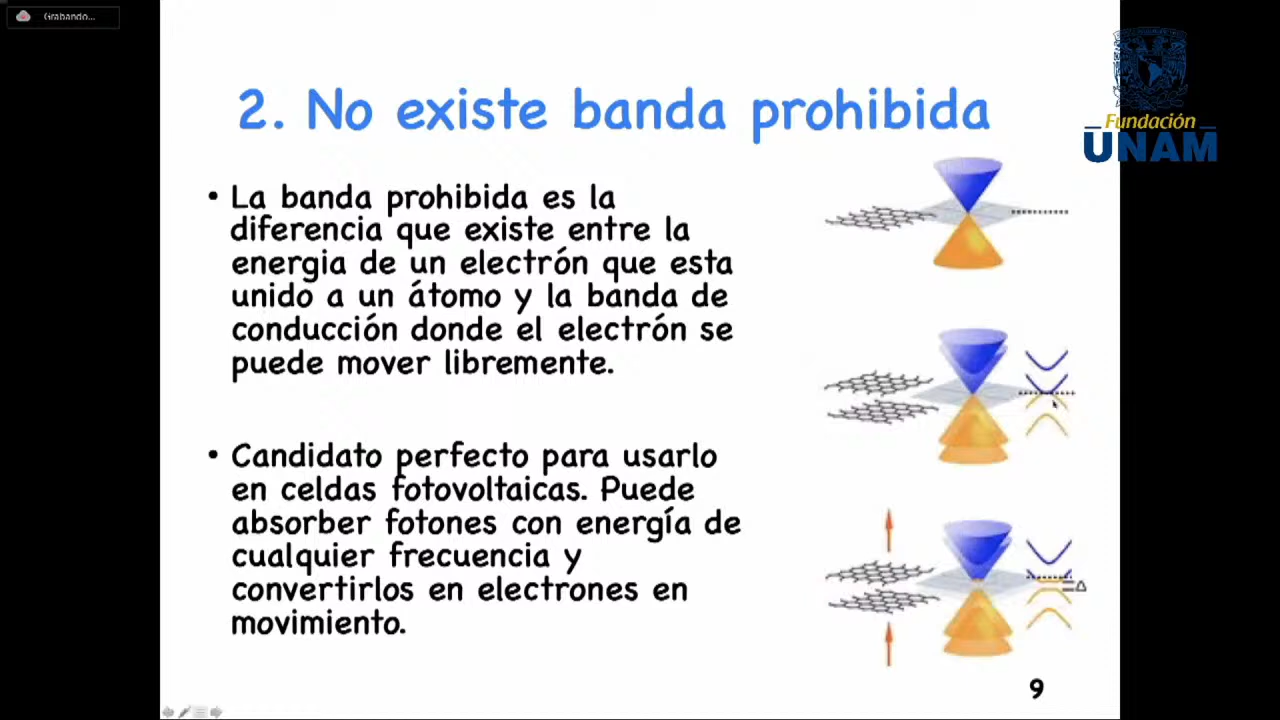 Grabando...
2. No existe banda prohibida
Fundación
UNAM
• La banda prohibida es la
diferencia que existe entre la
energia de un electrón que esta
unido a un átomo y la banda de
conducción donde el electrón se
puede mover libremente.
• Candidato perfecto para usarlo
en celdas fotovoltaicas. Puede
absorber fotones con energía de
cualquier frecuencia y
convertirlos en electrones en
movimiento.
Δ
9